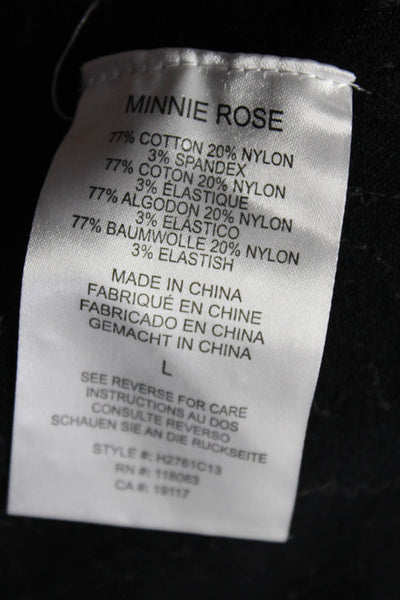 MINNIE ROSE
77% COTTON 20% NYLON
3% SPANDEX
77% COTON 20% NYLON
3% ÉLASTIQUE
77% ALGODON 20% NYLON
3% ELASTICO
77% BAUMWOLLE 20% NYLON
3% ELASTISH
MADE IN CHINA
FABRIQUÉ EN CHINE
FABRICADO EN CHINA
GEMACHT IN CHINA
L
SEE REVERSE FOR CARE
INSTRUCTIONS AU DOS
CONSULTE REVERSO
SCHAUEN SIE AN DIE RUCKSEITE
STYLE #: H2761C13
RN #: 118083
CA #: 19117